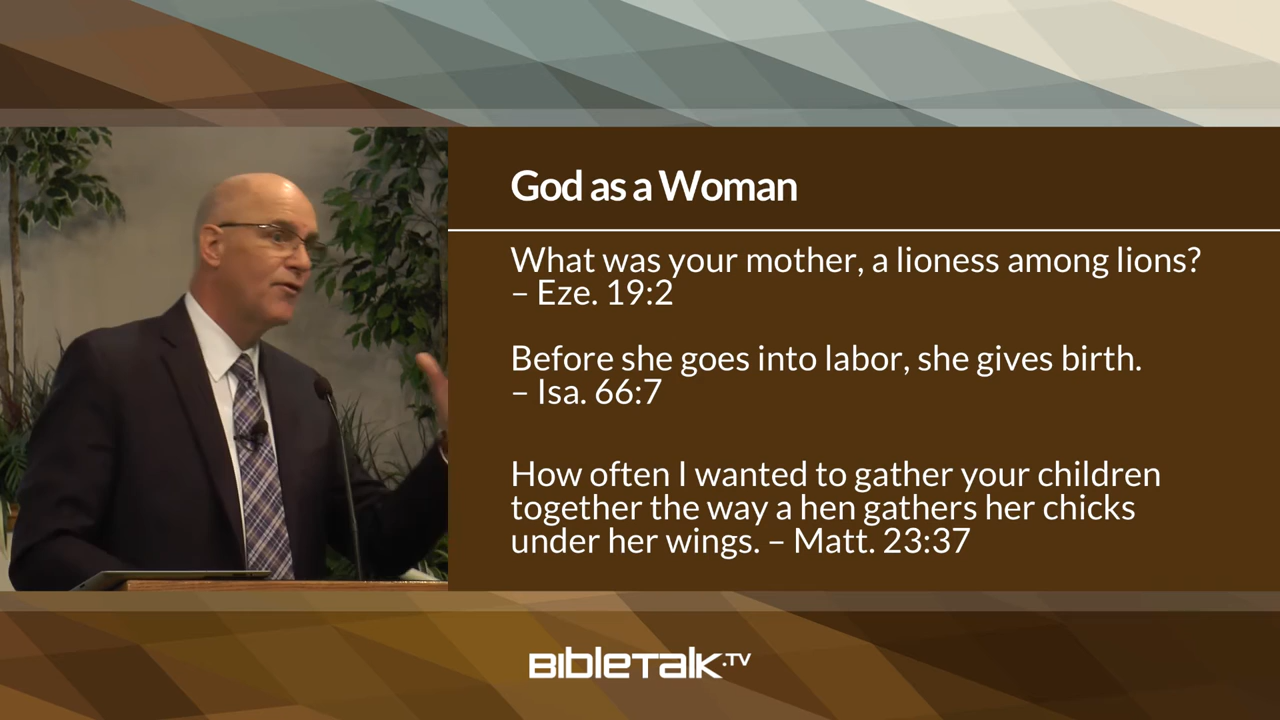 God as a Woman
What was your mother, a lioness among lions?
– Eze. 19:2
Before she goes into labor, she gives birth.
– Isa. 66:7
How often I wanted to gather your children
together the way a hen gathers her chicks
under her wings. – Matt. 23:37
BIBLETALK.TV